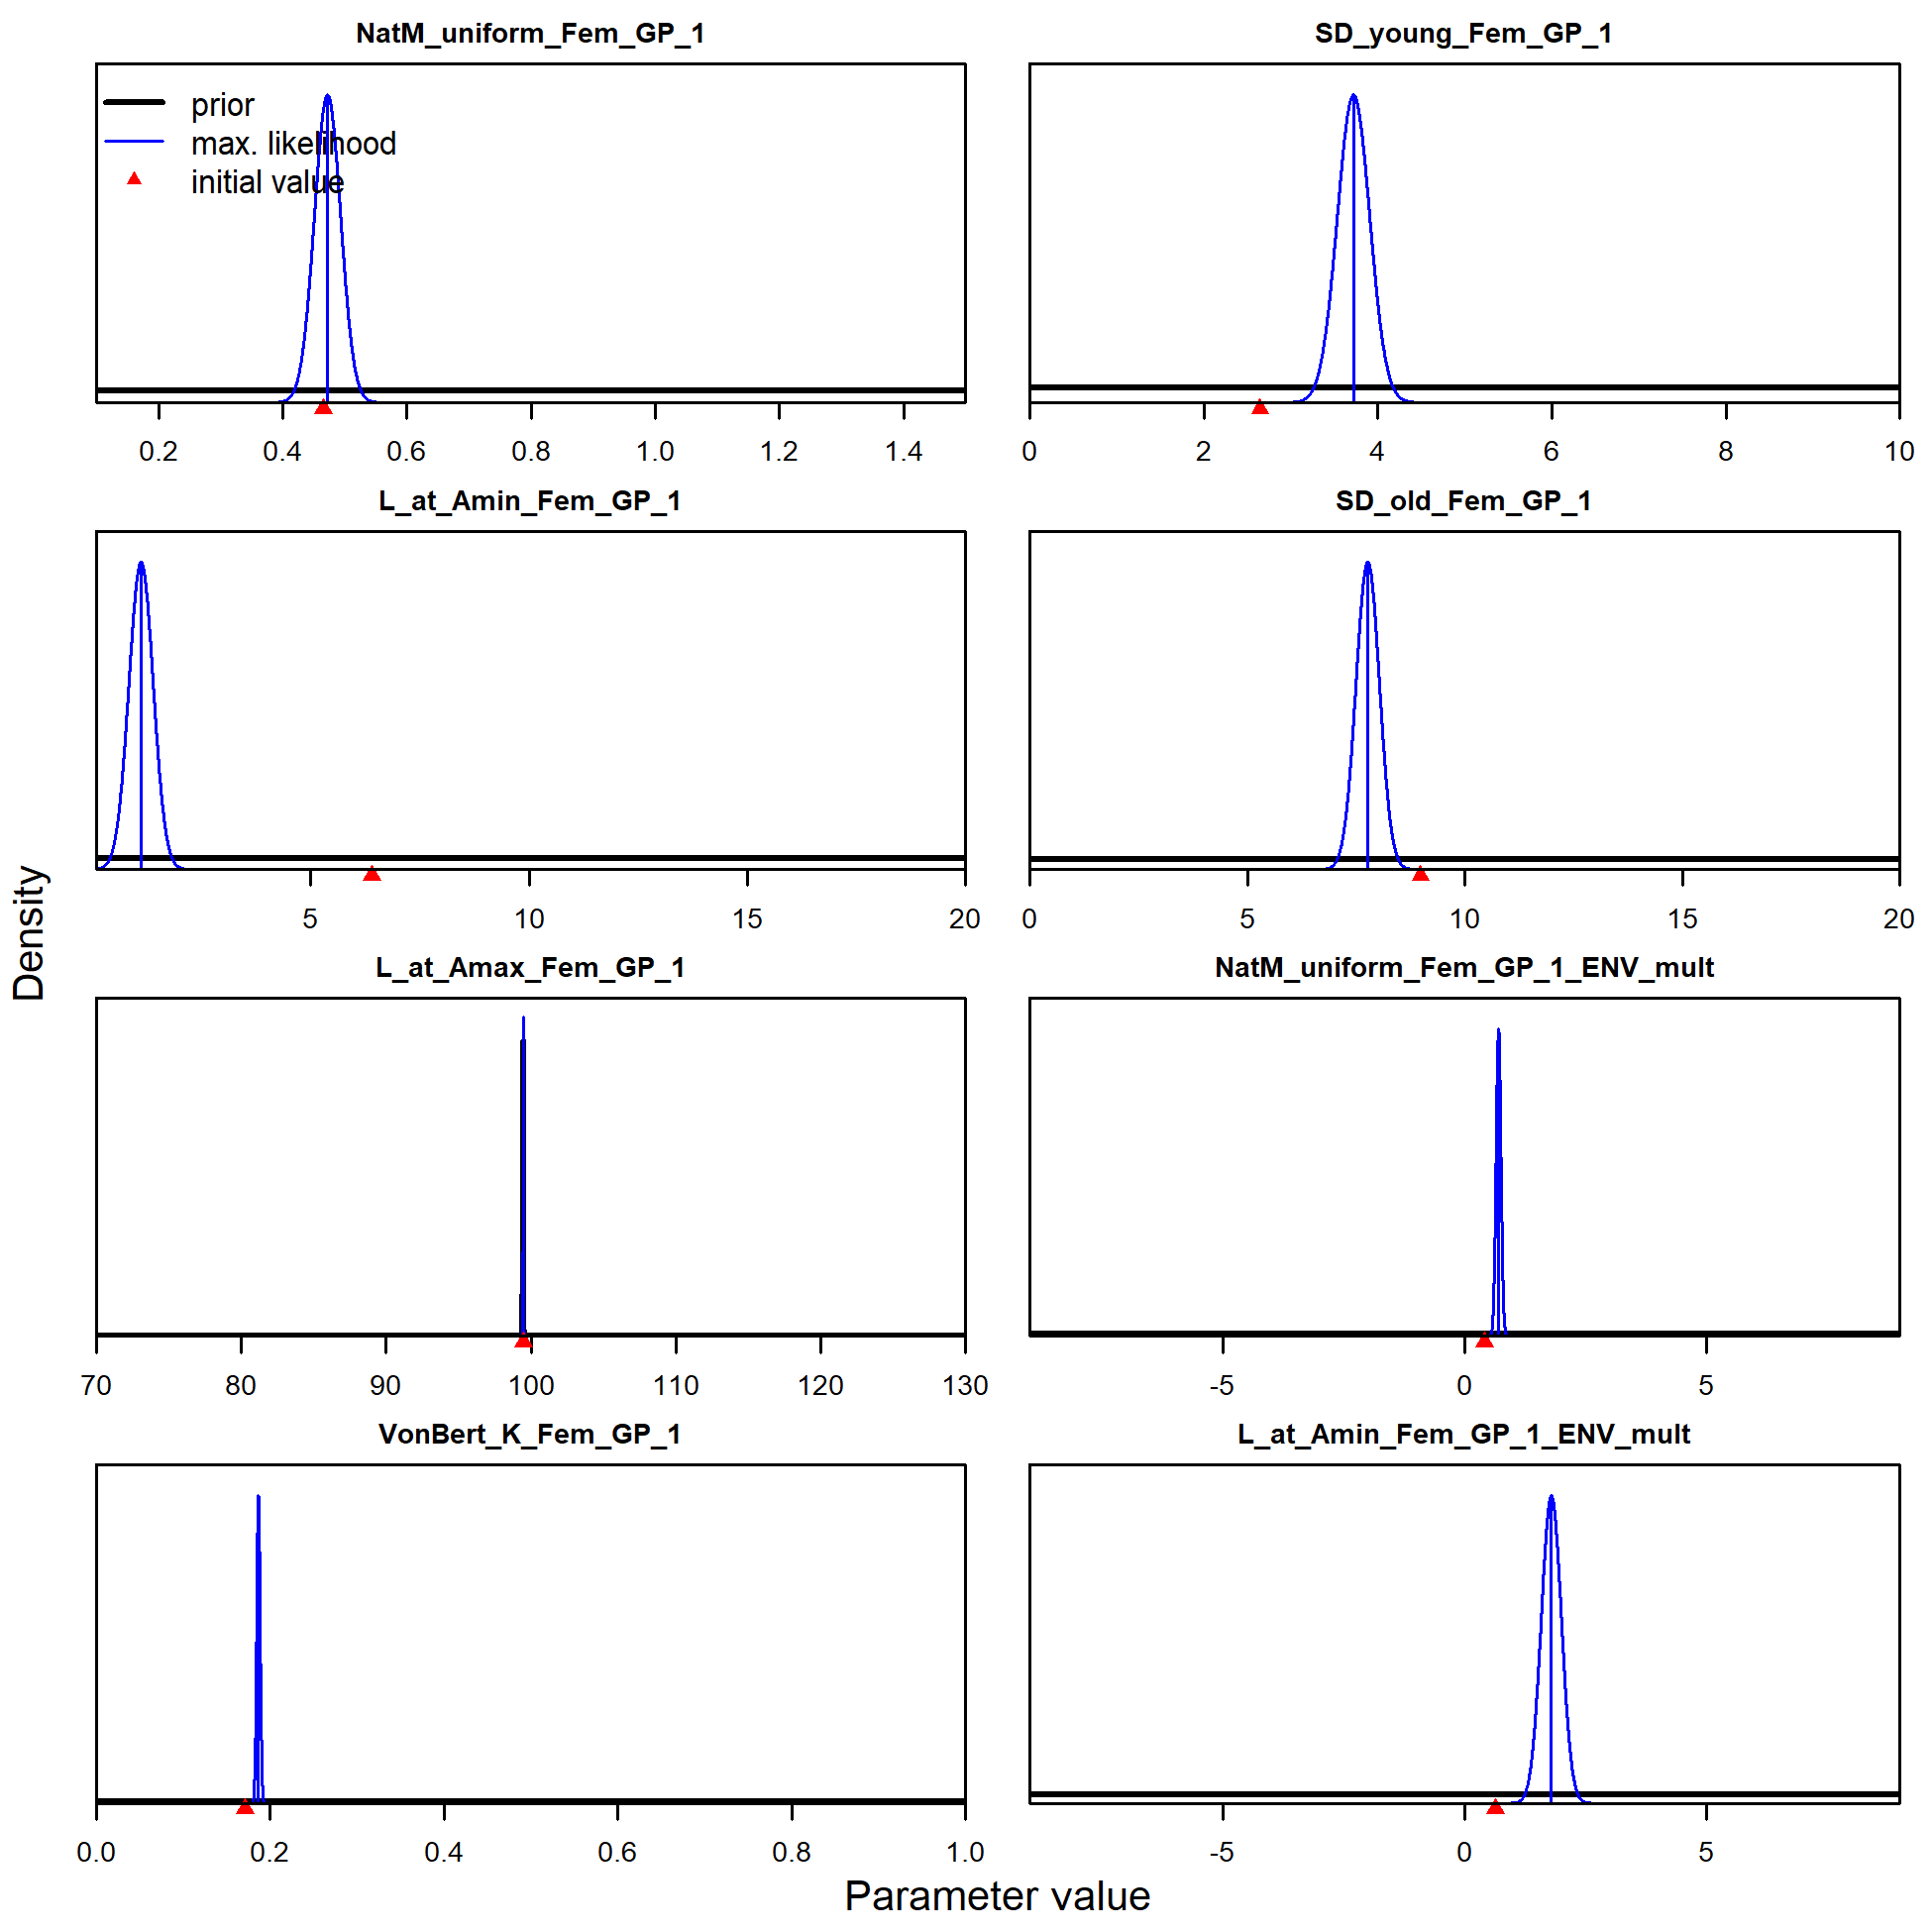 NatM_uniform_Fem_GP_1
prior
max. likelihood
initial value
0.2 0.4 0.6 0.8 1.0 1.2 1.4
SD_young_Fem_GP_1
0 2 4 6 8 10
L_at_Amin_Fem_GP_1
5 10 15 20
SD_old_Fem_GP_1
0 5 10 15 20
L_at_Amax_Fem_GP_1
70 80 90 100 110 120 130
NatM_uniform_Fem_GP_1_ENV_mult
-5 0 5
VonBert_K_Fem_GP_1
0.0 0.2 0.4 0.6 0.8 1.0
L_at_Amin_Fem_GP_1_ENV_mult
-5 0 5
Density
Parameter value